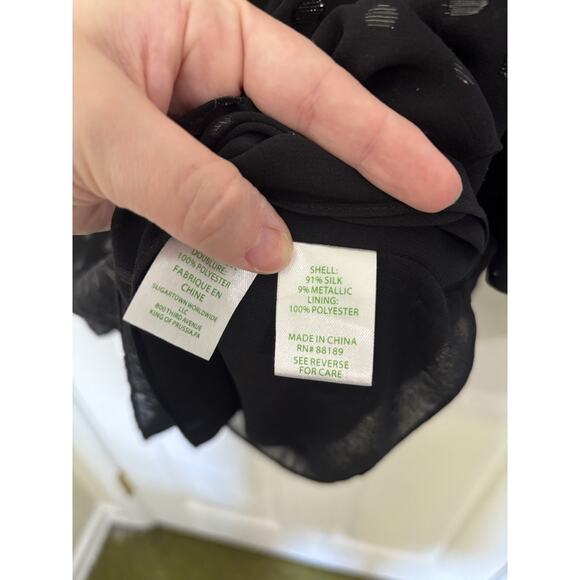 DOUBLURE:
100% POLYESTER
FABRIQUE EN
CHINE
SUGARTOWN WORLDWIDE
LLC
800 THIRD AVENUE
KING OF PRUSSIA,PA
SHELL:
91% SILK
9% METALLIC
LINING:
100% POLYESTER
MADE IN CHINA
RN# 88189
SEE REVERSE
FOR CARE